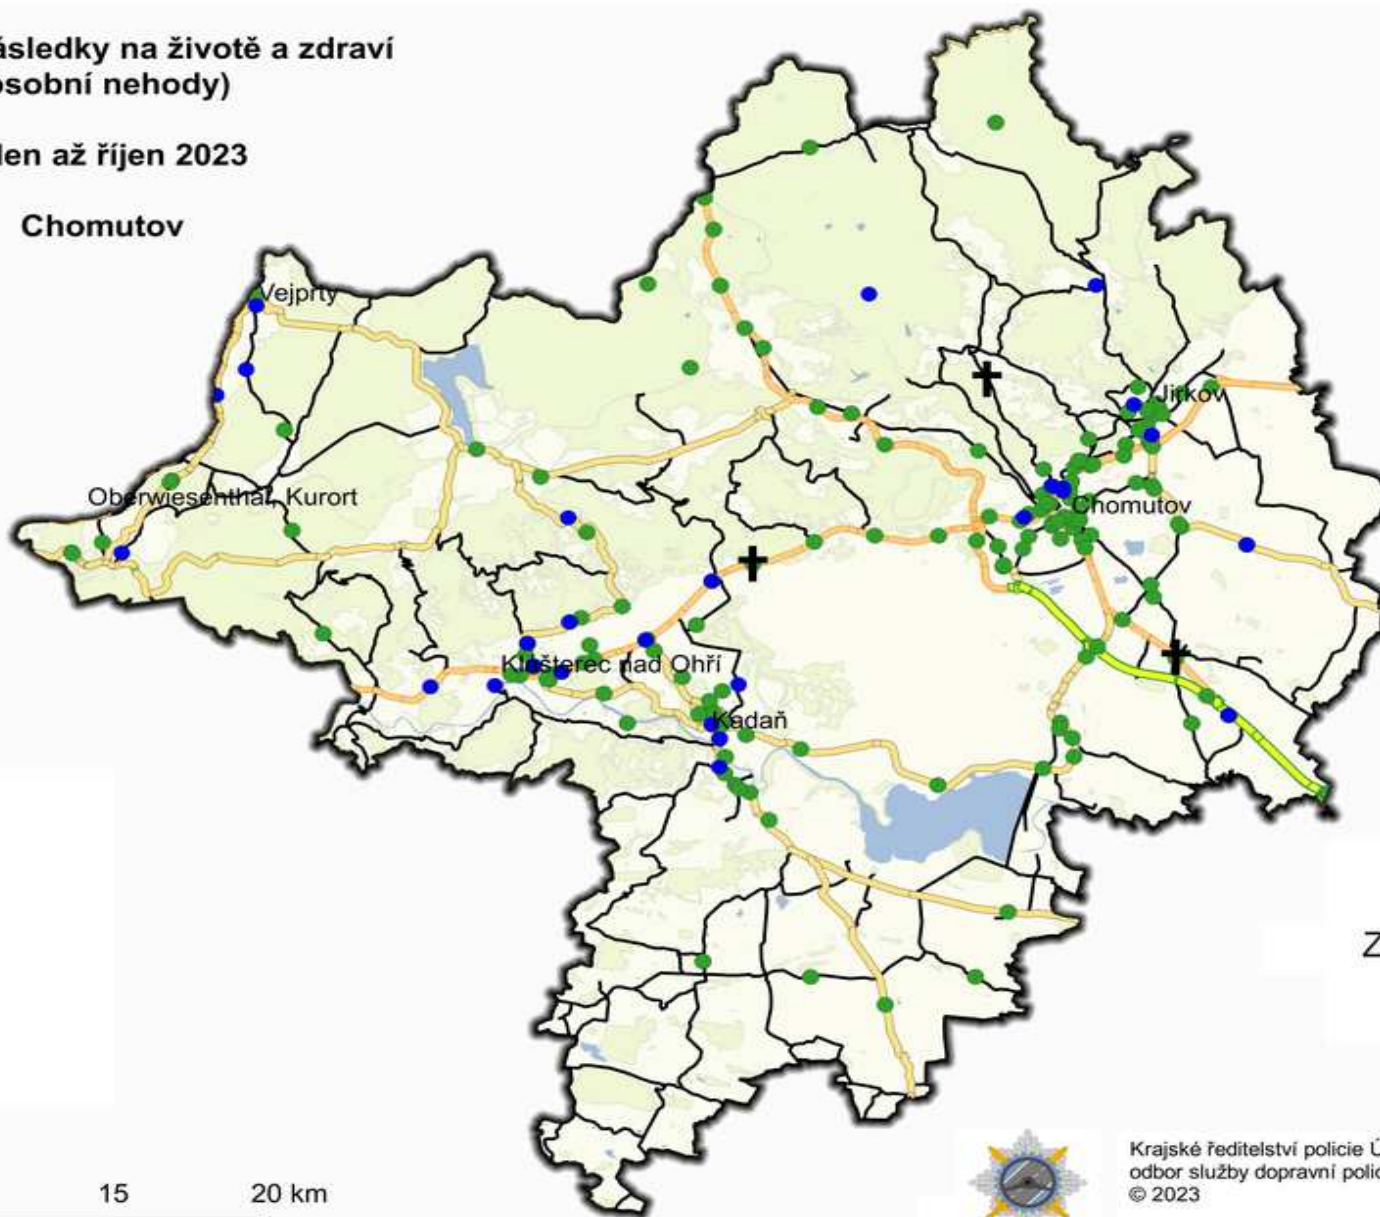 ásledky na životě a zdraví
osobní nehody)
den až říjen 2023
Chomutov
Vejprty
Jirkov
Oberwiesenthal, Kurort
Chomutov
Klášterec nad Ohří
Kadaň
Z
15 20 km
Krajské ředitelství policie Ú
odbor služby dopravní polic
© 2023